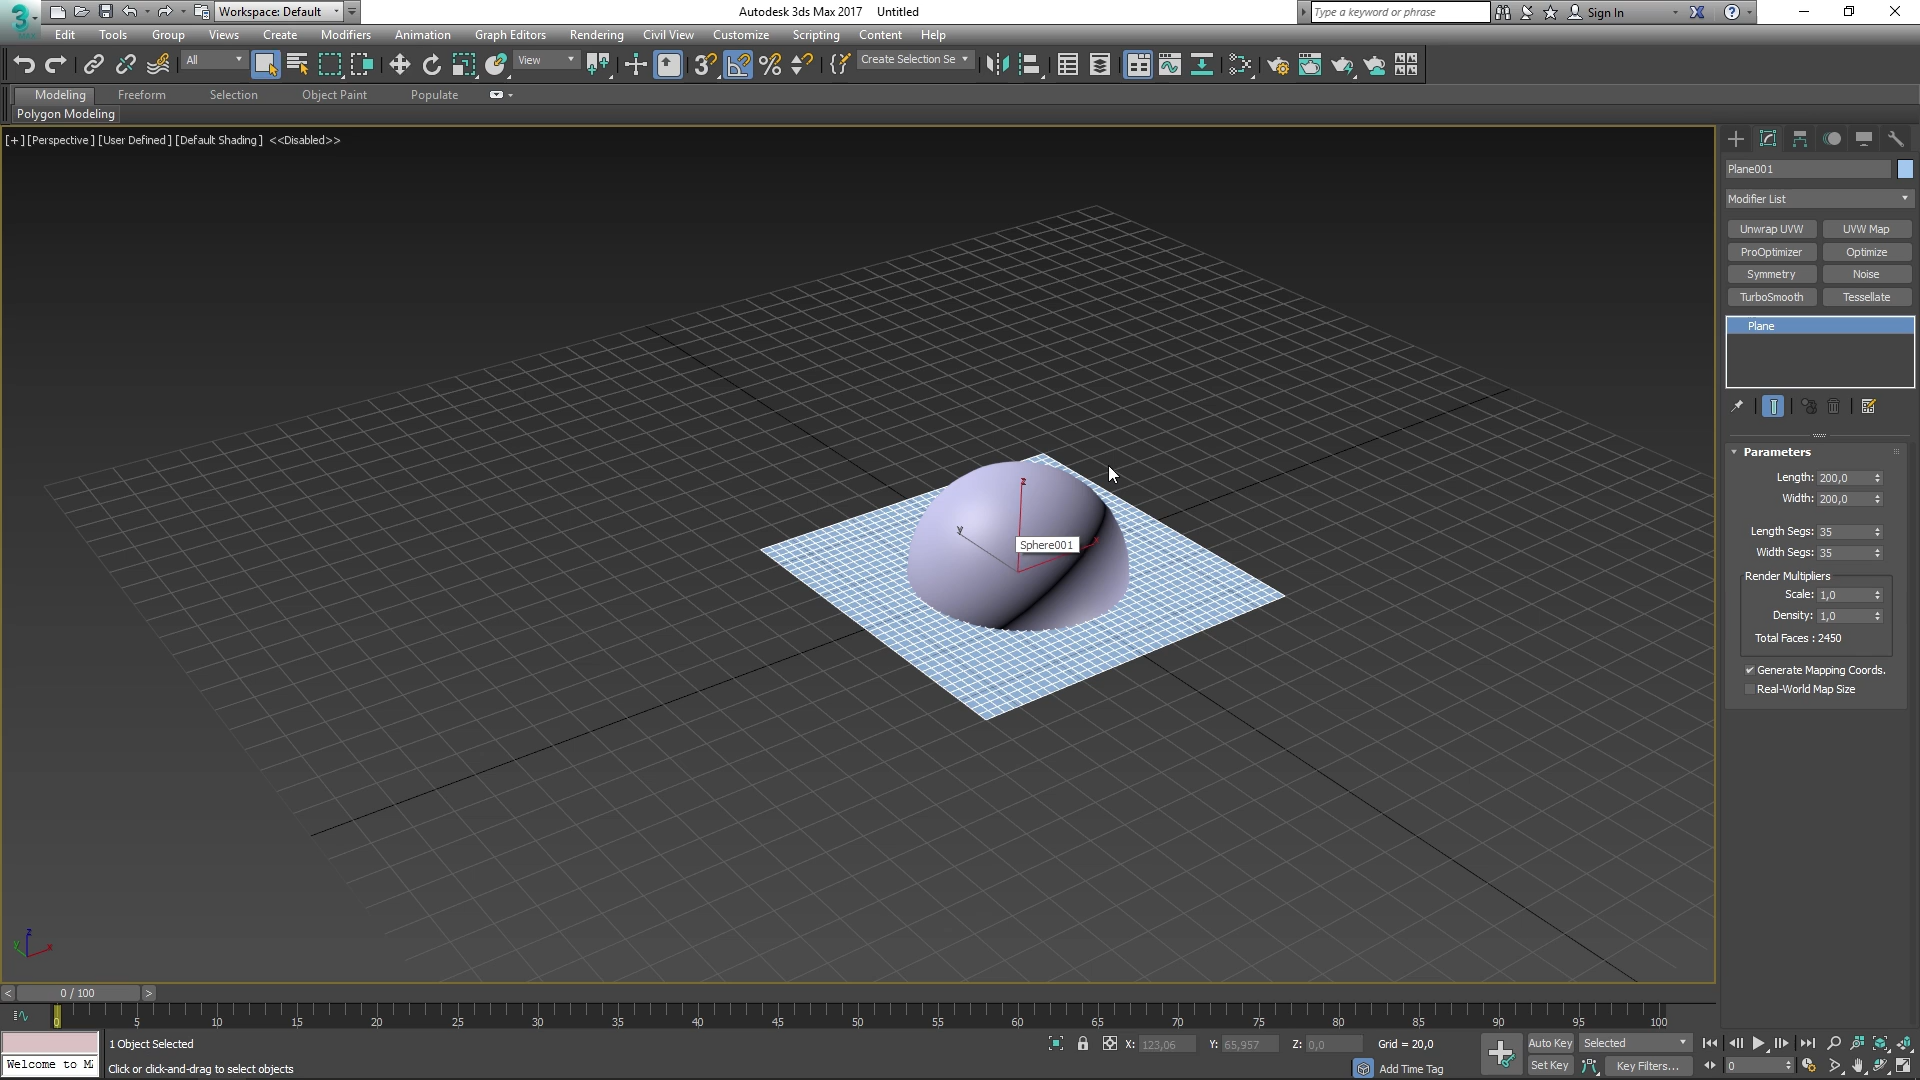 Workspace: Default
Autodesk 3ds Max 2017 Untitled
Type a keyword or phrase
Sign In
Edit Tools Group Views Create Modifiers Animation Graph Editors Rendering Civil View Customize Scripting Content Help
All
View
Create Selection Se
Modeling Freeform Selection Object Paint Populate
Polygon Modeling
[+] [Perspective] [User Defined] [Default Shading] <<Disabled>>
Plane001
Modifier List
Unwrap UVW UVW Map
ProOptimizer Optimize
Symmetry Noise
TurboSmooth Tessellate
Plane
Parameters
Length: 200,0
Width: 200,0
Length Segs: 35
Width Segs: 35
Render Multipliers
Scale: 1,0
Density: 1,0
Total Faces : 2450
Generate Mapping Coords.
Real-World Map Size
z
y
x
Sphere001
z
y
x
< 0 / 100 >
0 5 10 15 20 25 30 35 40 45 50 55 60 65 70 75 80 85 90 95 100
1 Object Selected
X: 123,06 Y: 65,957 Z: 0,0 Grid = 20,0
Auto Key Selected
Welcome to M
Click or click-and-drag to select objects
Add Time Tag
Set Key Key Filters...
0